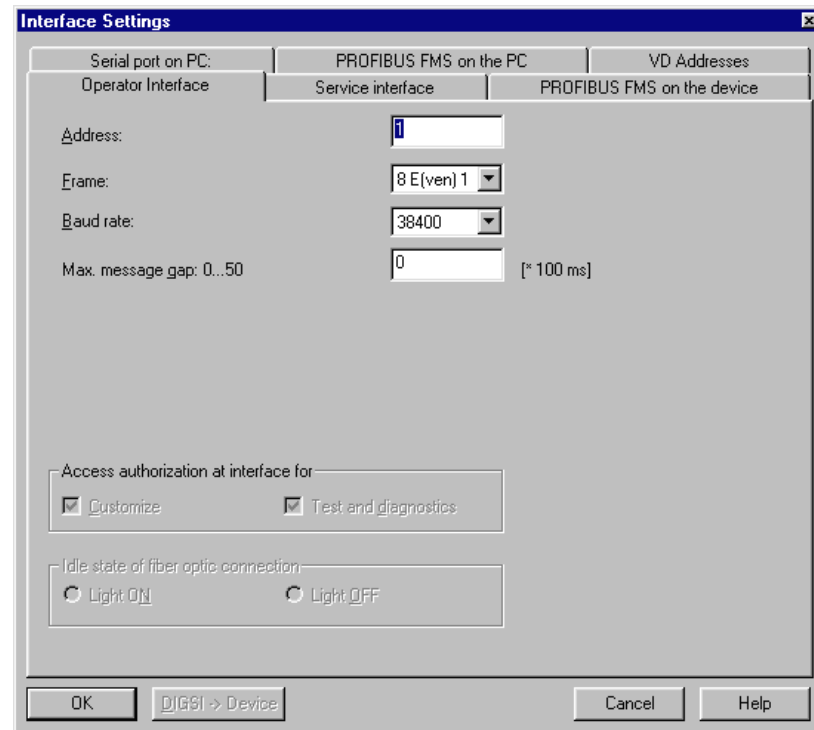 Interface Settings
Serial port on PC: PROFIBUS FMS on the PC VD Addresses
Operator Interface Service interface PROFIBUS FMS on the device
Address: 1
Frame: 8 E(ven) 1
Baud rate: 38400
Max. message gap: 0...50 0 [* 100 ms]
Access authorization at interface for
Customize Test and diagnostics
Idle state of fiber optic connection
Light ON Light OFF
OK DIGSI -> Device Cancel Help